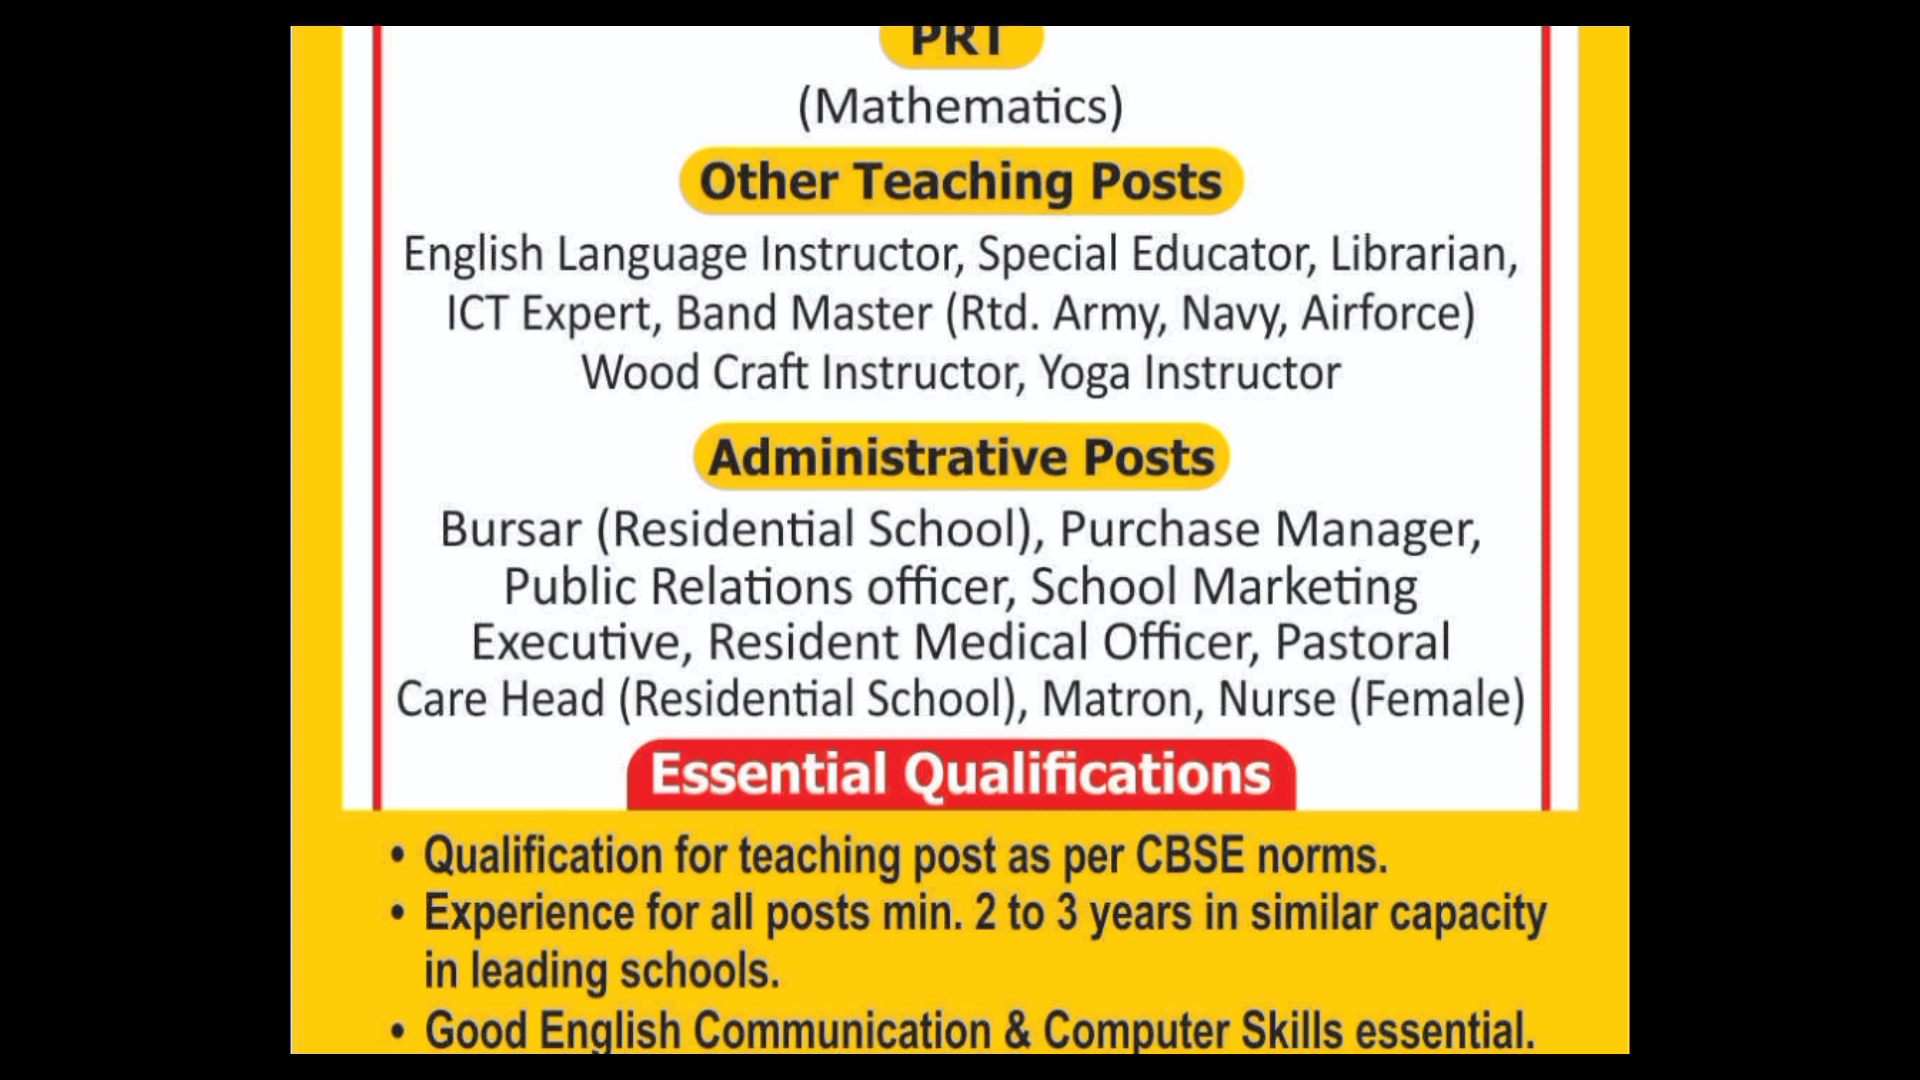 PRT
(Mathematics)
Other Teaching Posts
English Language Instructor, Special Educator, Librarian,
ICT Expert, Band Master (Rtd. Army, Navy, Airforce)
Wood Craft Instructor, Yoga Instructor
Administrative Posts
Bursar (Residential School), Purchase Manager,
Public Relations officer, School Marketing
Executive, Resident Medical Officer, Pastoral
Care Head (Residential School), Matron, Nurse (Female)
Essential Qualifications
• Qualification for teaching post as per CBSE norms.
• Experience for all posts min. 2 to 3 years in similar capacity
in leading schools.
• Good English Communication & Computer Skills essential.